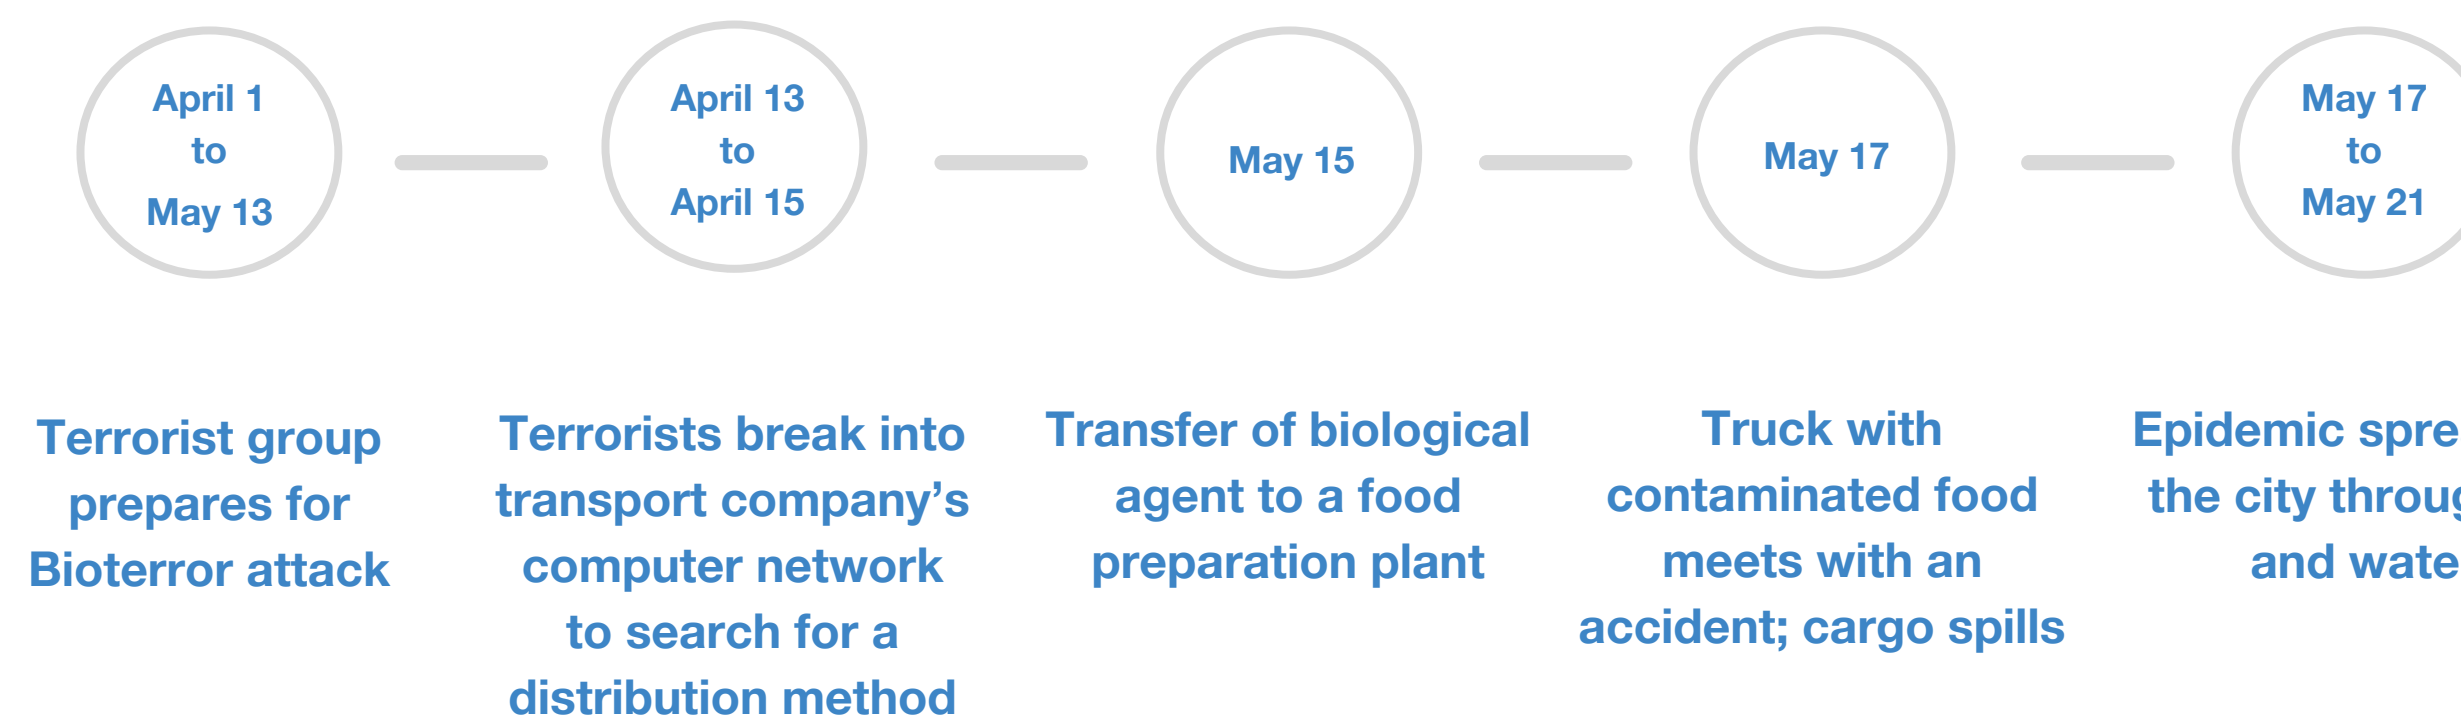 April 1
to
May 13
April 13
to
April 15
May 15
May 17
May 17
to
May 21
Terrorist group
prepares for
Bioterror attack
Terrorists break into
transport company’s
computer network
to search for a
distribution method
Transfer of biological
agent to a food
preparation plant
Truck with
contaminated food
meets with an
accident; cargo spills
Epidemic
the city
and